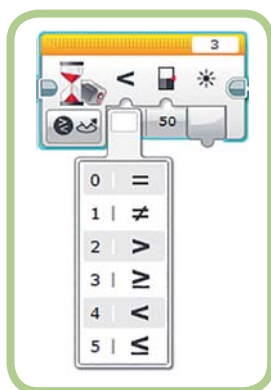 3
<
50
0 | =
1 | ≠
2 | >
3 | ≥
4 | <
5 | ≤